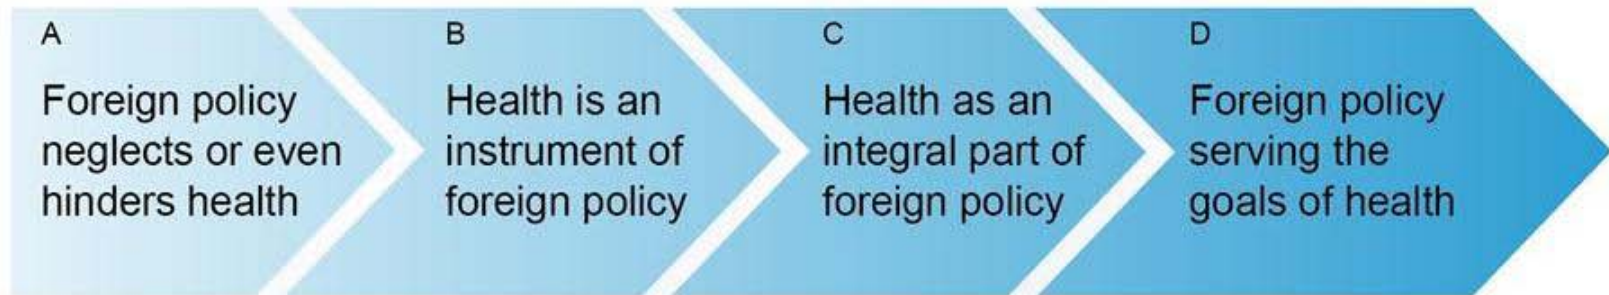 A
Foreign policy
neglects or even
hinders health
B
Health is an
instrument of
foreign policy
C
Health as an
integral part of
foreign policy
D
Foreign policy
serving the
goals of health